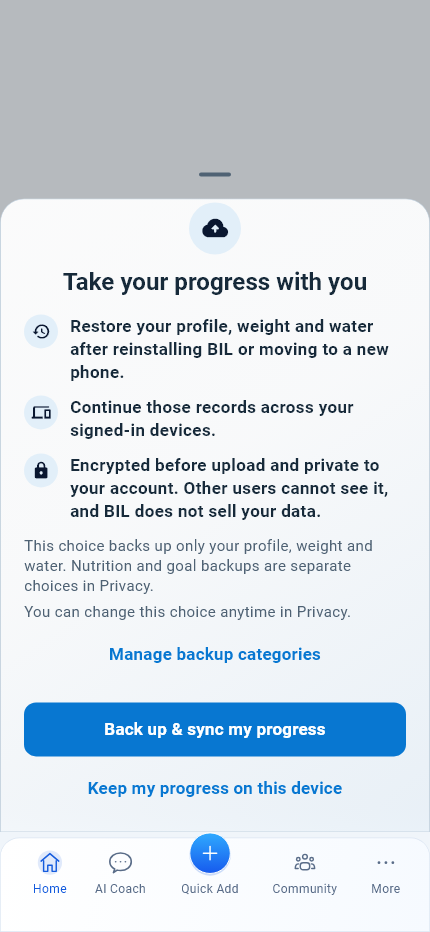 Take your progress with you
Restore your profile, weight and water
after reinstalling BIL or moving to a new
phone.
Continue those records across your
signed-in devices.
Encrypted before upload and private to
your account. Other users cannot see it,
and BIL does not sell your data.
This choice backs up only your profile, weight and
water. Nutrition and goal backups are separate
choices in Privacy.
You can change this choice anytime in Privacy.
Manage backup categories
Back up & sync my progress
Keep my progress on this device
Home AI Coach Quick Add Community More